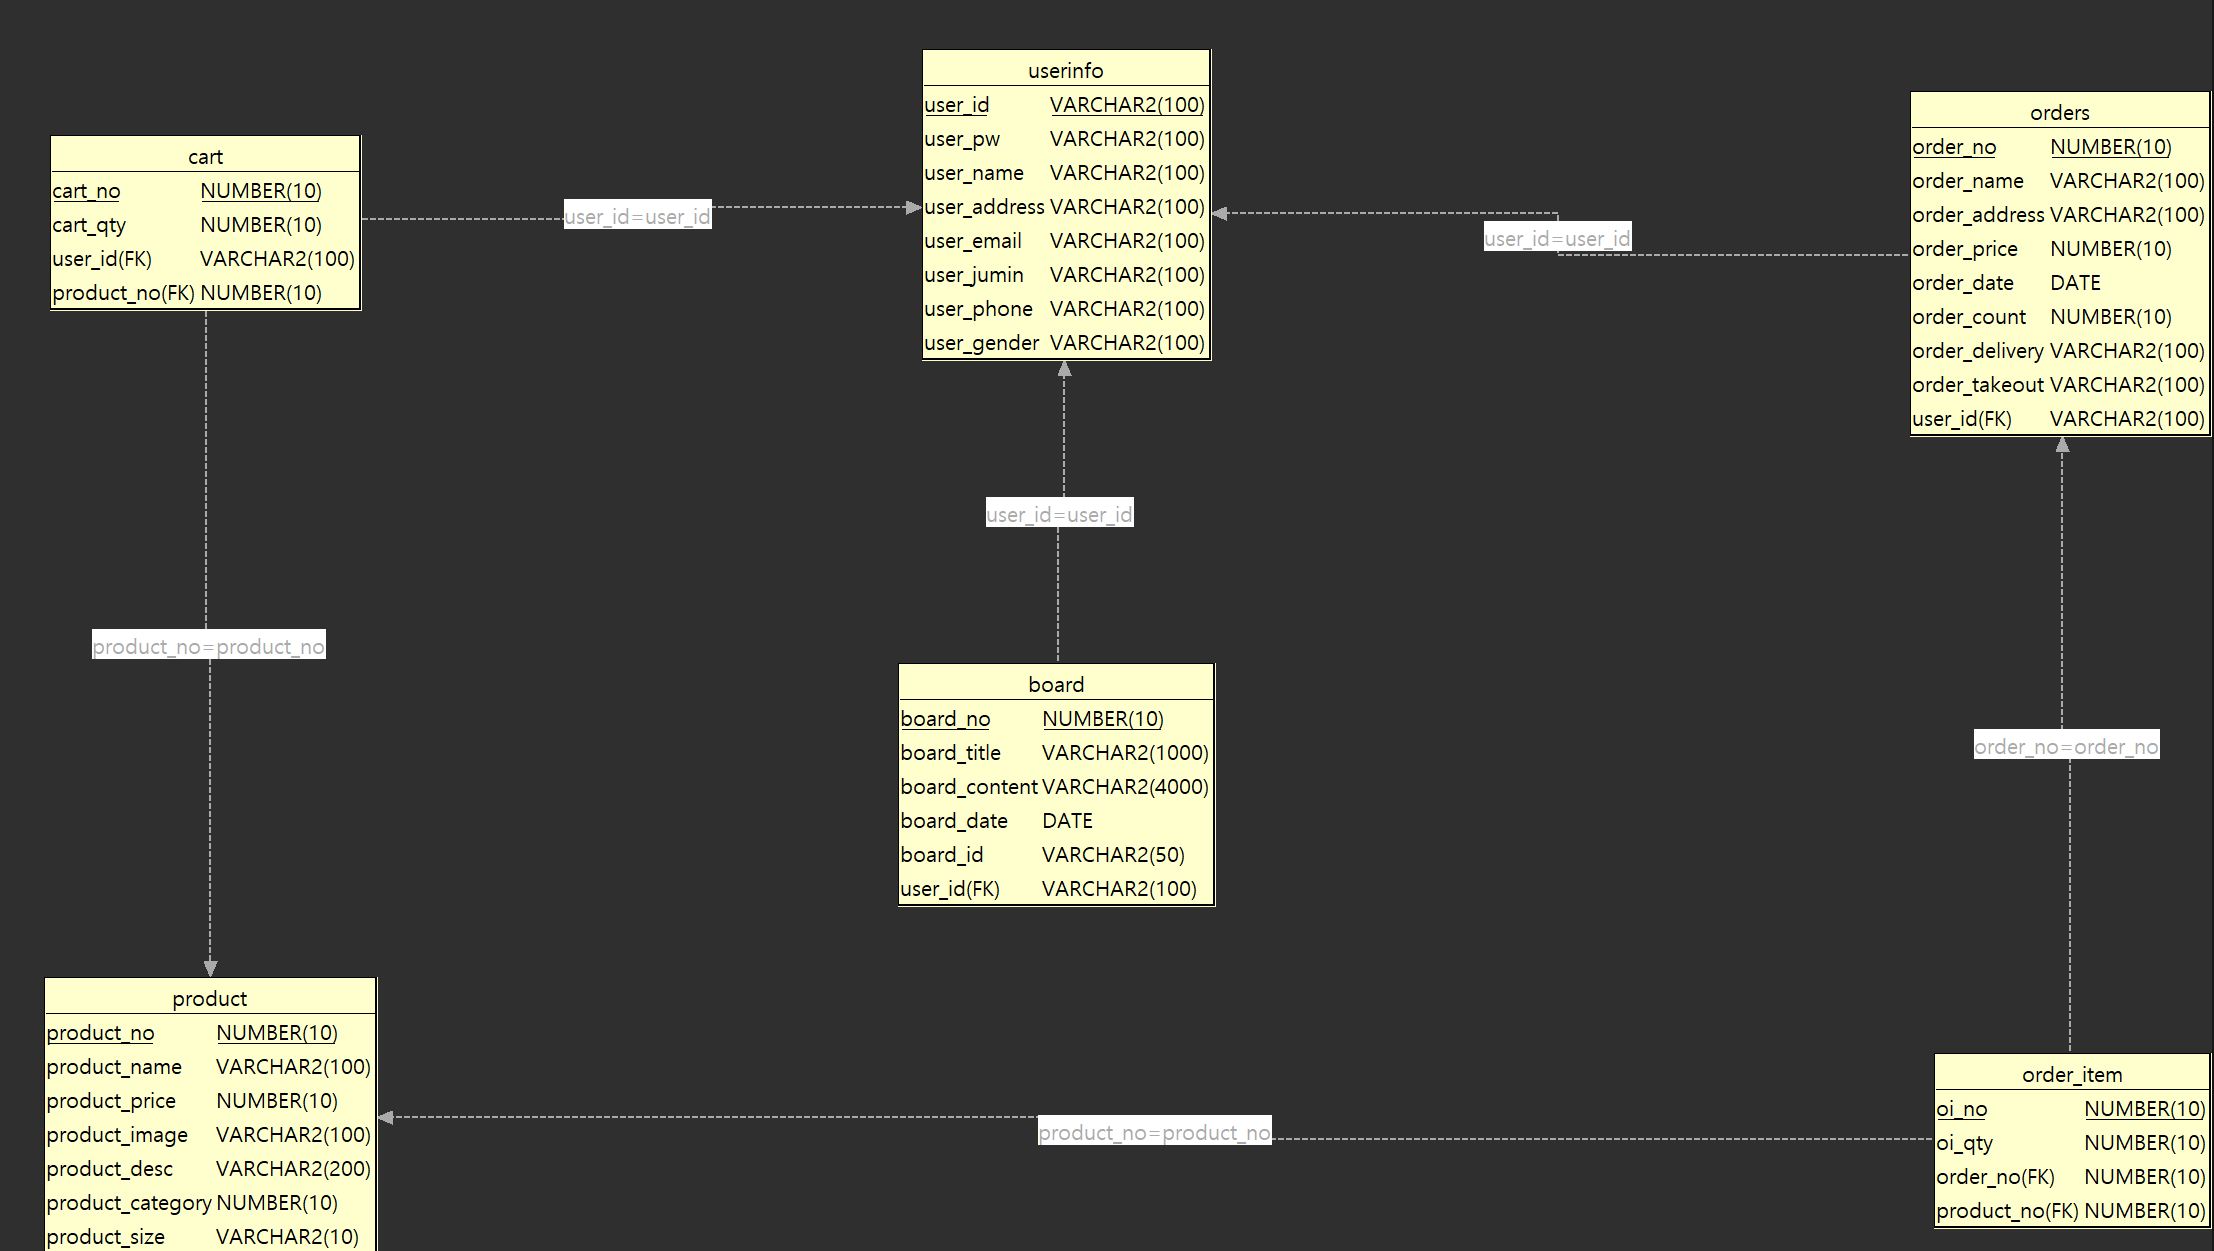 userinfo
user_id VARCHAR2(100)
user_pw VARCHAR2(100)
user_name VARCHAR2(100)
user_address VARCHAR2(100)
user_email VARCHAR2(100)
user_jumin VARCHAR2(100)
user_phone VARCHAR2(100)
user_gender VARCHAR2(100)
orders
order_no NUMBER(10)
order_name VARCHAR2(100)
order_address VARCHAR2(100)
order_price NUMBER(10)
order_date DATE
order_count NUMBER(10)
order_delivery VARCHAR2(100)
order_takeout VARCHAR2(100)
user_id(FK) VARCHAR2(100)
cart
cart_no NUMBER(10)
cart_qty NUMBER(10)
user_id(FK) VARCHAR2(100)
product_no(FK) NUMBER(10)
user_id=user_id
user_id=user_id
user_id=user_id
product_no=product_no
board
board_no NUMBER(10)
board_title VARCHAR2(1000)
board_content VARCHAR2(4000)
board_date DATE
board_id VARCHAR2(50)
user_id(FK) VARCHAR2(100)
order_no=order_no
product
product_no NUMBER(10)
product_name VARCHAR2(100)
product_price NUMBER(10)
product_image VARCHAR2(100)
product_desc VARCHAR2(200)
product_category NUMBER(10)
product_size VARCHAR2(10)
product_no=product_no
order_item
oi_no NUMBER(10)
oi_qty NUMBER(10)
order_no(FK) NUMBER(10)
product_no(FK) NUMBER(10)